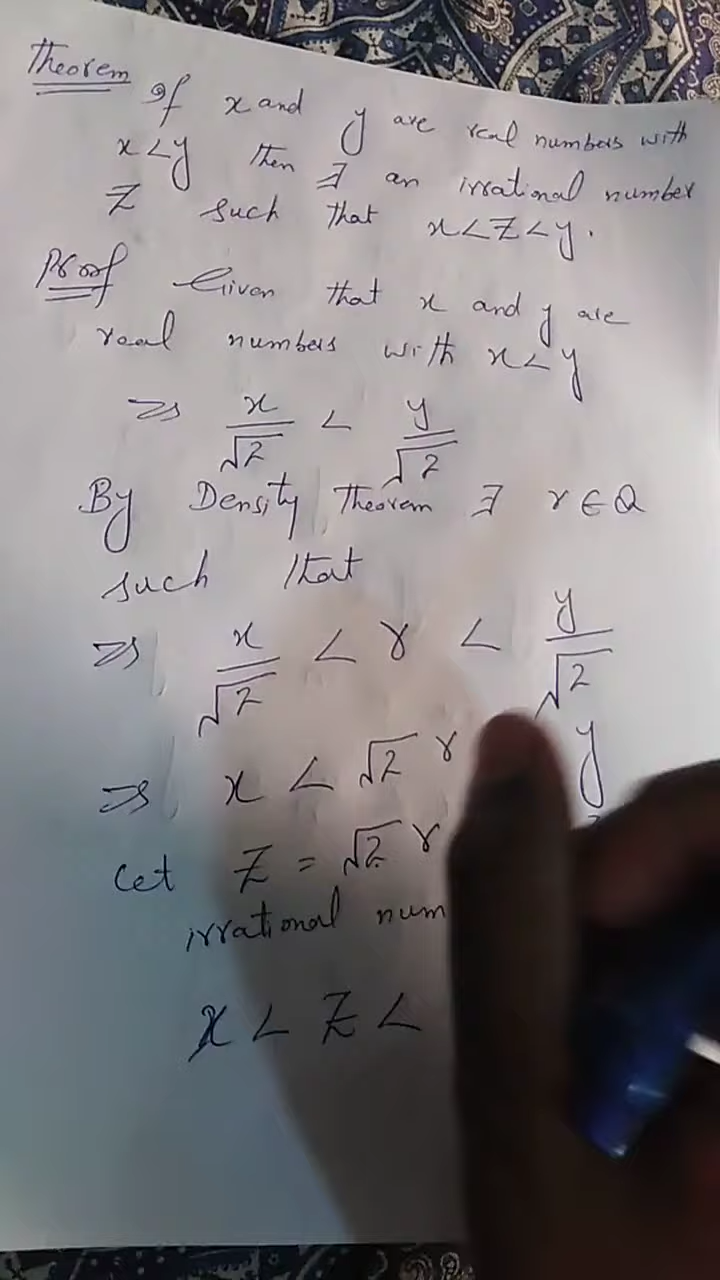 Theorem If x and y are real numbers with
x<y then ∃ an irrational number
Z such that x<Z<y.
Proof Given that x and y are
real numbers with x<y
⇒ x/√2 < y/√2
By Density Theorem ∃ r∈Q
such that
⇒ x/√2 < r < y/√2
⇒ x < √2 r y
Let Z = √2 r
irrational num
x < Z <